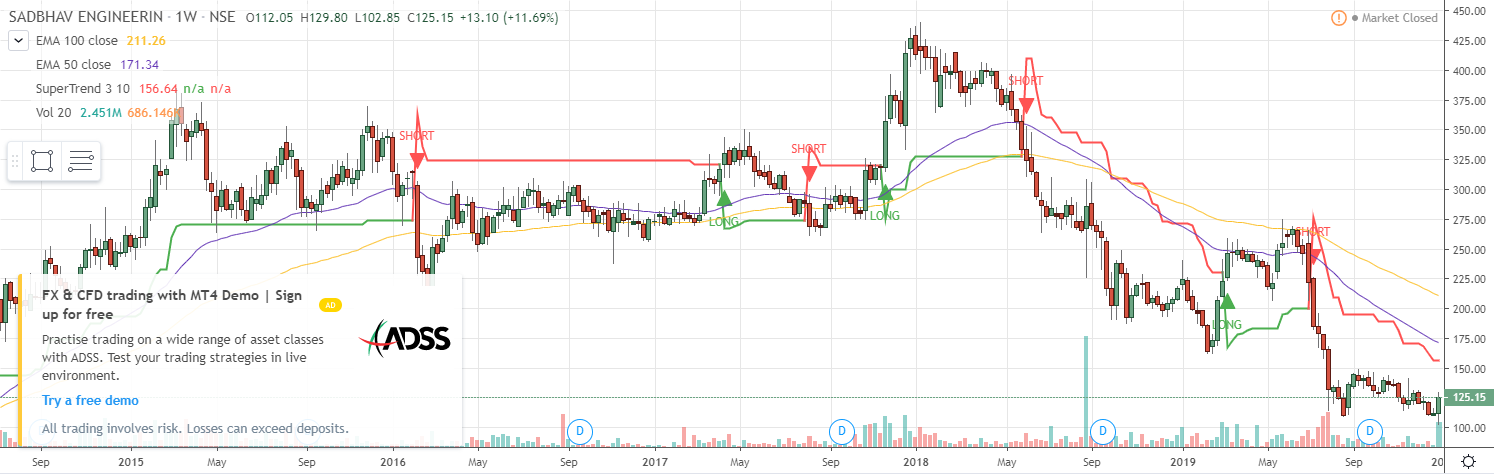 SADBHAV ENGINEERIN · 1W · NSE O112.05 H129.80 L102.85 C125.15 +13.10 (+11.69%)
Market Closed
EMA 100 close 211.26
EMA 50 close 171.34
SuperTrend 3 10 156.64 n/a n/a
Vol 20 2.451M 686.146K
450.00
425.00
400.00
375.00
350.00
325.00
300.00
275.00
250.00
225.00
200.00
175.00
150.00
125.15
100.00
SHORT
LONG
SHORT
LONG
SHORT
LONG
SHORT
FX & CFD trading with MT4 Demo | Sign
up for free
AD
Practise trading on a wide range of asset classes
with ADSS. Test your trading strategies in live
environment.
ADSS
Try a free demo
All trading involves risk. Losses can exceed deposits.
D
D
D
D
Sep 2015 May Sep 2016 May Sep 2017 May Sep 2018 May Sep 2019 May Sep 20